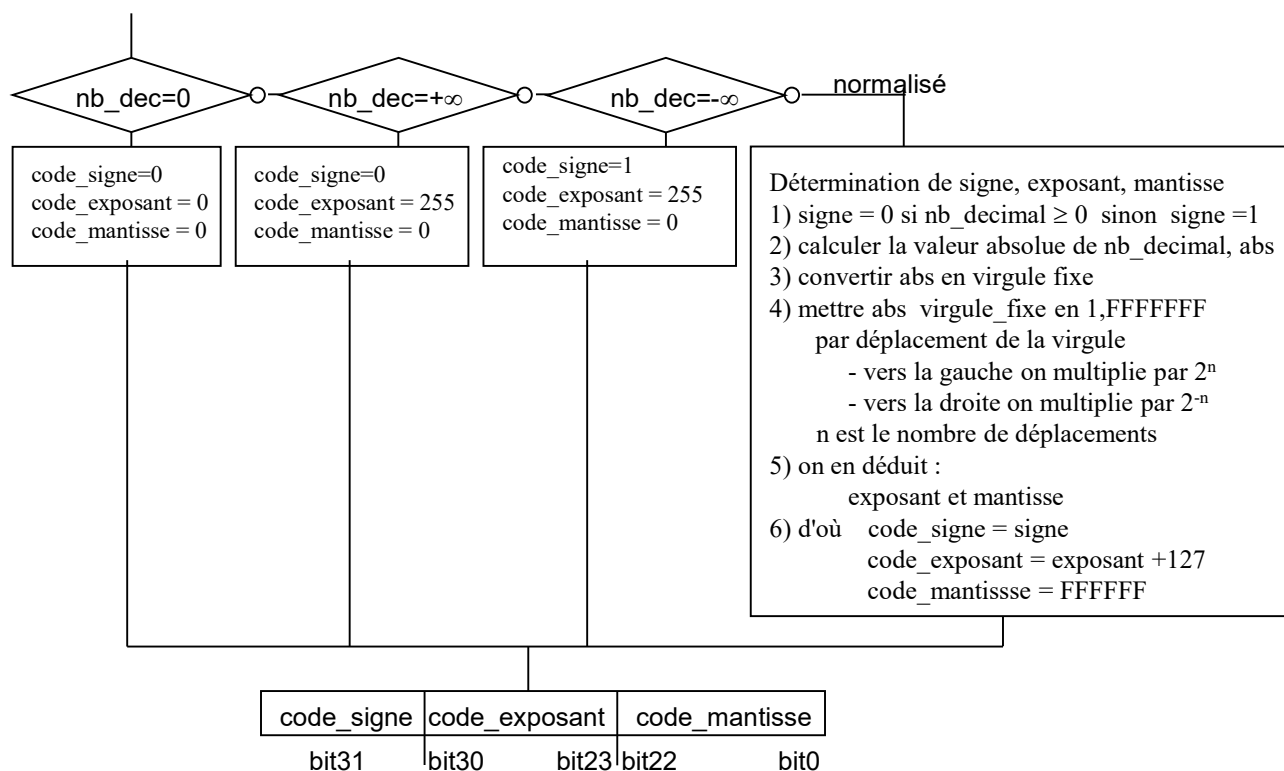 nb_dec=0
nb_dec=+∞
nb_dec=-∞
normalisé
code_signe=0
code_exposant = 0
code_mantisse = 0
code_signe=0
code_exposant = 255
code_mantisse = 0
code_signe=1
code_exposant = 255
code_mantisse = 0
Détermination de signe, exposant, mantisse
1) signe = 0 si nb_decimal ≥ 0 sinon signe =1
2) calculer la valeur absolue de nb_decimal, abs
3) convertir abs en virgule fixe
4) mettre abs virgule_fixe en 1,FFFFFFF
par déplacement de la virgule
- vers la gauche on multiplie par 2ⁿ
- vers la droite on multiplie par 2⁻ⁿ
n est le nombre de déplacements
5) on en déduit :
exposant et mantisse
6) d'où code_signe = signe
code_exposant = exposant +127
code_mantissse = FFFFFF
code_signe code_exposant code_mantisse
bit31 bit30 bit23 bit22 bit0